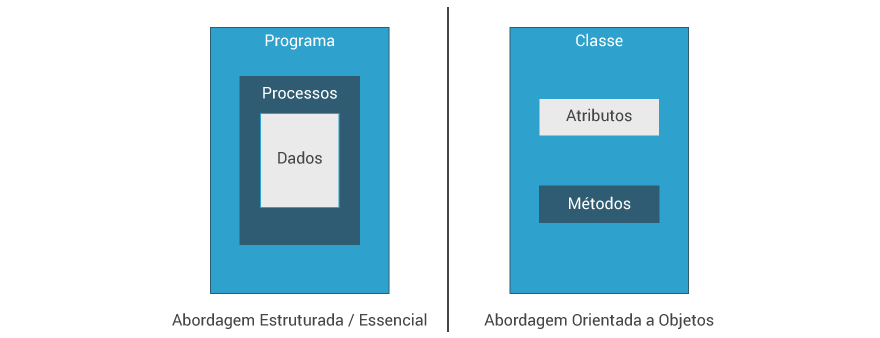 Programa
Processos
Dados
Abordagem Estruturada / Essencial
Classe
Atributos
Métodos
Abordagem Orientada a Objetos